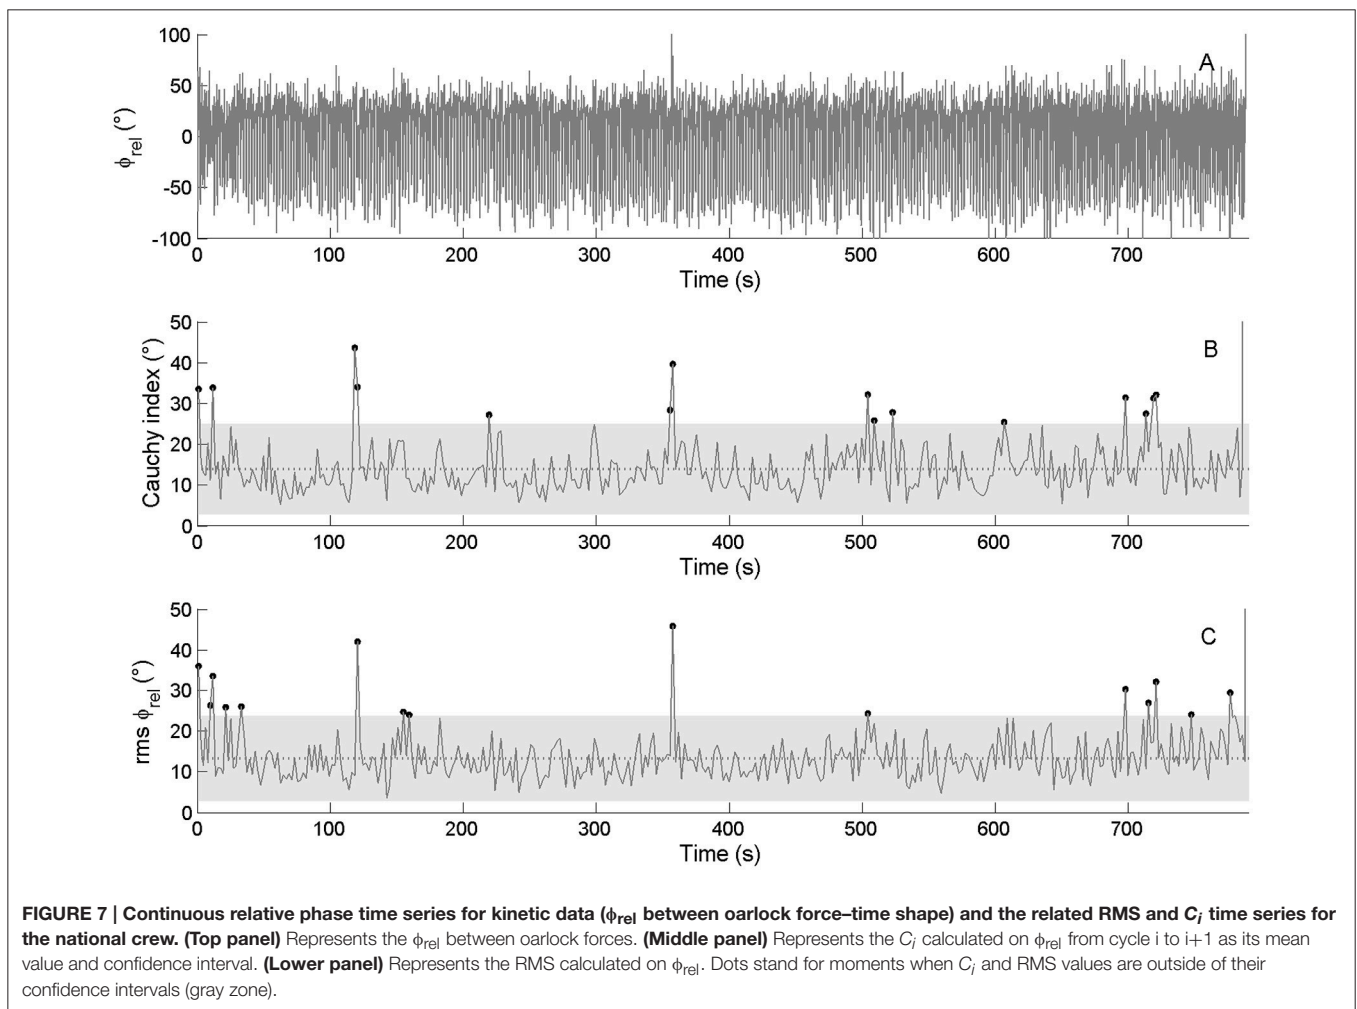 100
50
0
-50
-100
ϕrel (°)
A
0 100 200 300 400 500 600 700
Time (s)
50
40
30
20
10
0
Cauchy index (°)
B
0 100 200 300 400 500 600 700
Time (s)
50
40
30
20
10
0
rms ϕrel (°)
C
0 100 200 300 400 500 600 700
Time (s)
FIGURE 7 | Continuous relative phase time series for kinetic data (ϕrel between oarlock force–time shape) and the related RMS and Ci time series for
the national crew. (Top panel) Represents the ϕrel between oarlock forces. (Middle panel) Represents the Ci calculated on ϕrel from cycle i to i+1 as its mean
value and confidence interval. (Lower panel) Represents the RMS calculated on ϕrel. Dots stand for moments when Ci and RMS values are outside of their
confidence intervals (gray zone).